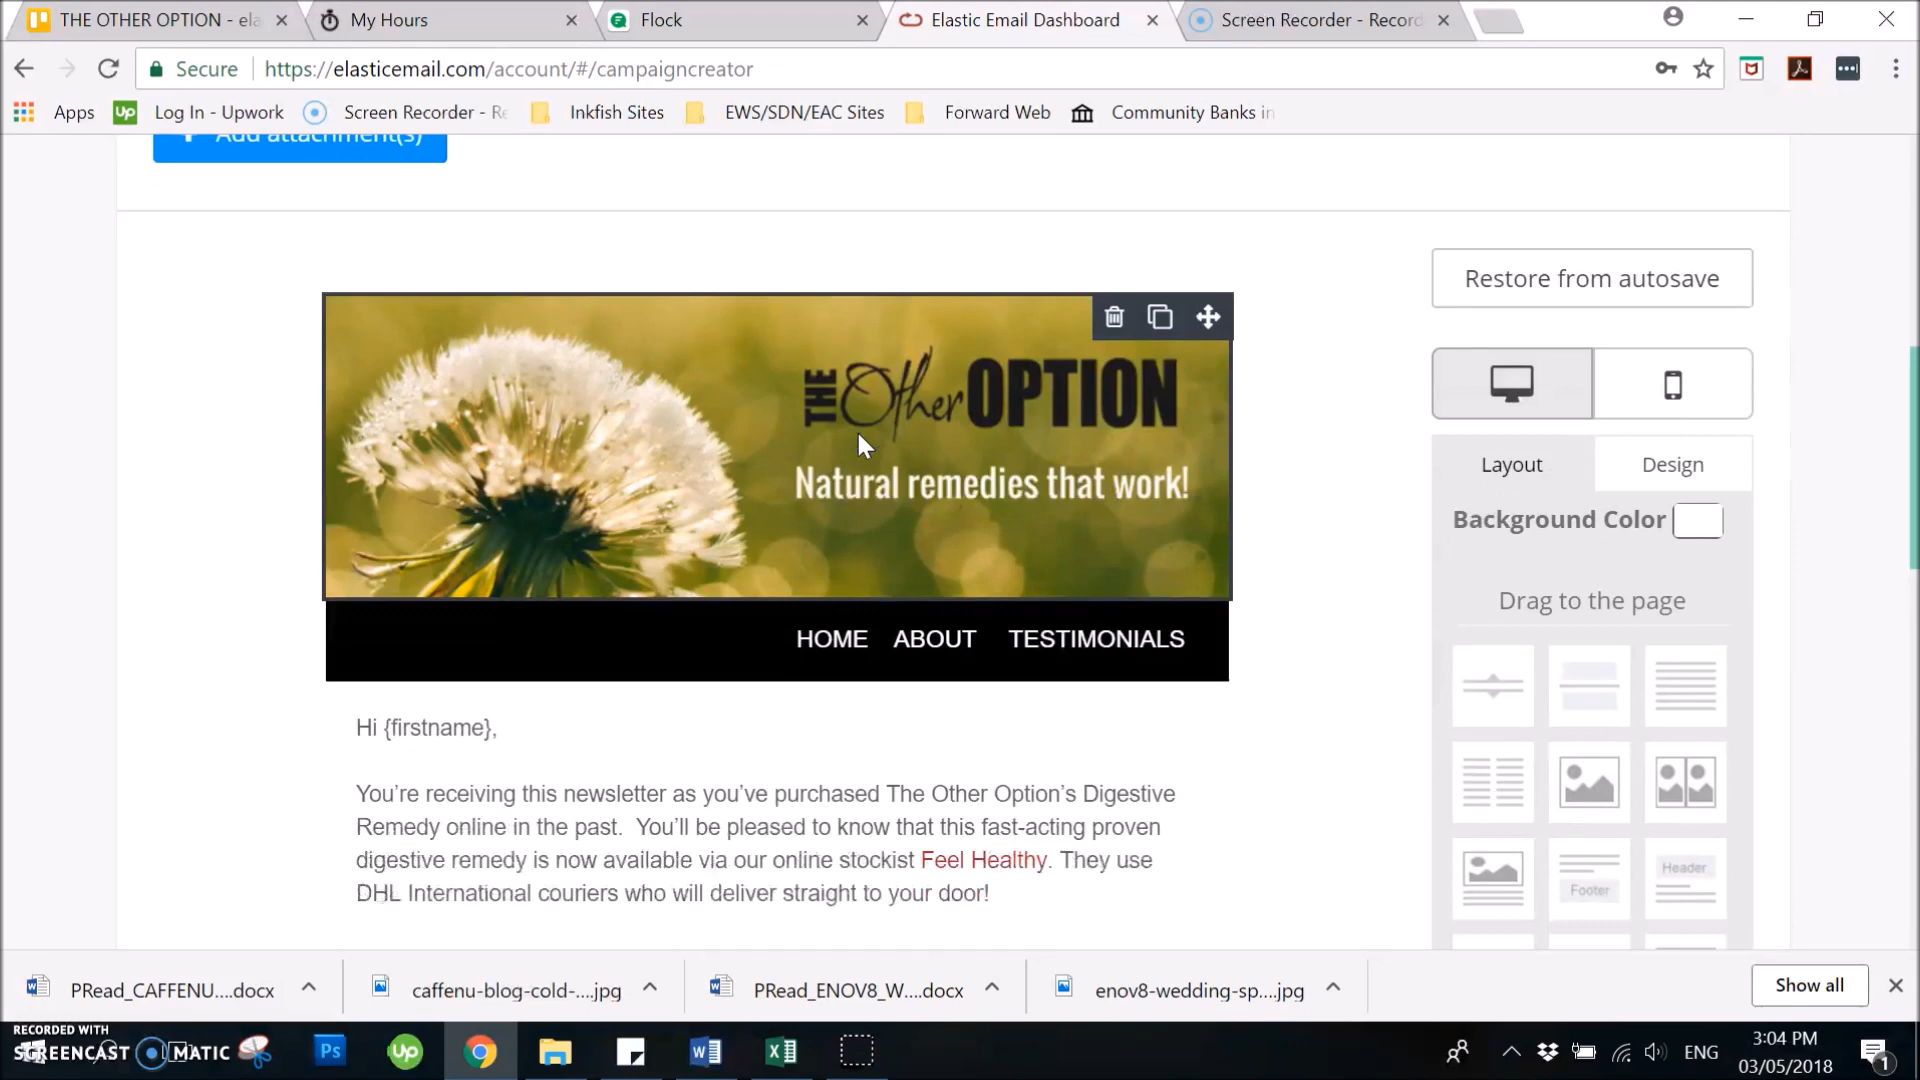 THE OTHER OPTION - ela
My Hours
Flock
Elastic Email Dashboard
Screen Recorder - Record
Secure
https://elasticemail.com/account/#/campaigncreator
Apps
Up
Log In - Upwork
Screen Recorder - Re
Inkfish Sites
EWS/SDN/EAC Sites
Forward Web
Community Banks in
Add attachment(s)
Restore from autosave
THE Other OPTION
Natural remedies that work!
Layout
Design
Background Color
Drag to the page
HOME ABOUT TESTIMONIALS
Hi {firstname},
You’re receiving this newsletter as you’ve purchased The Other Option’s Digestive
Remedy online in the past.  You’ll be pleased to know that this fast-acting proven
digestive remedy is now available via our online stockist Feel Healthy. They use
DHL International couriers who will deliver straight to your door!
Footer
Header
PRead_CAFFENU....docx
caffenu-blog-cold-....jpg
PRead_ENOV8_W....docx
enov8-wedding-sp....jpg
Show all
RECORDED WITH
SCREENCAST MATIC
Ps
Up
ENG
3:04 PM
03/05/2018
1